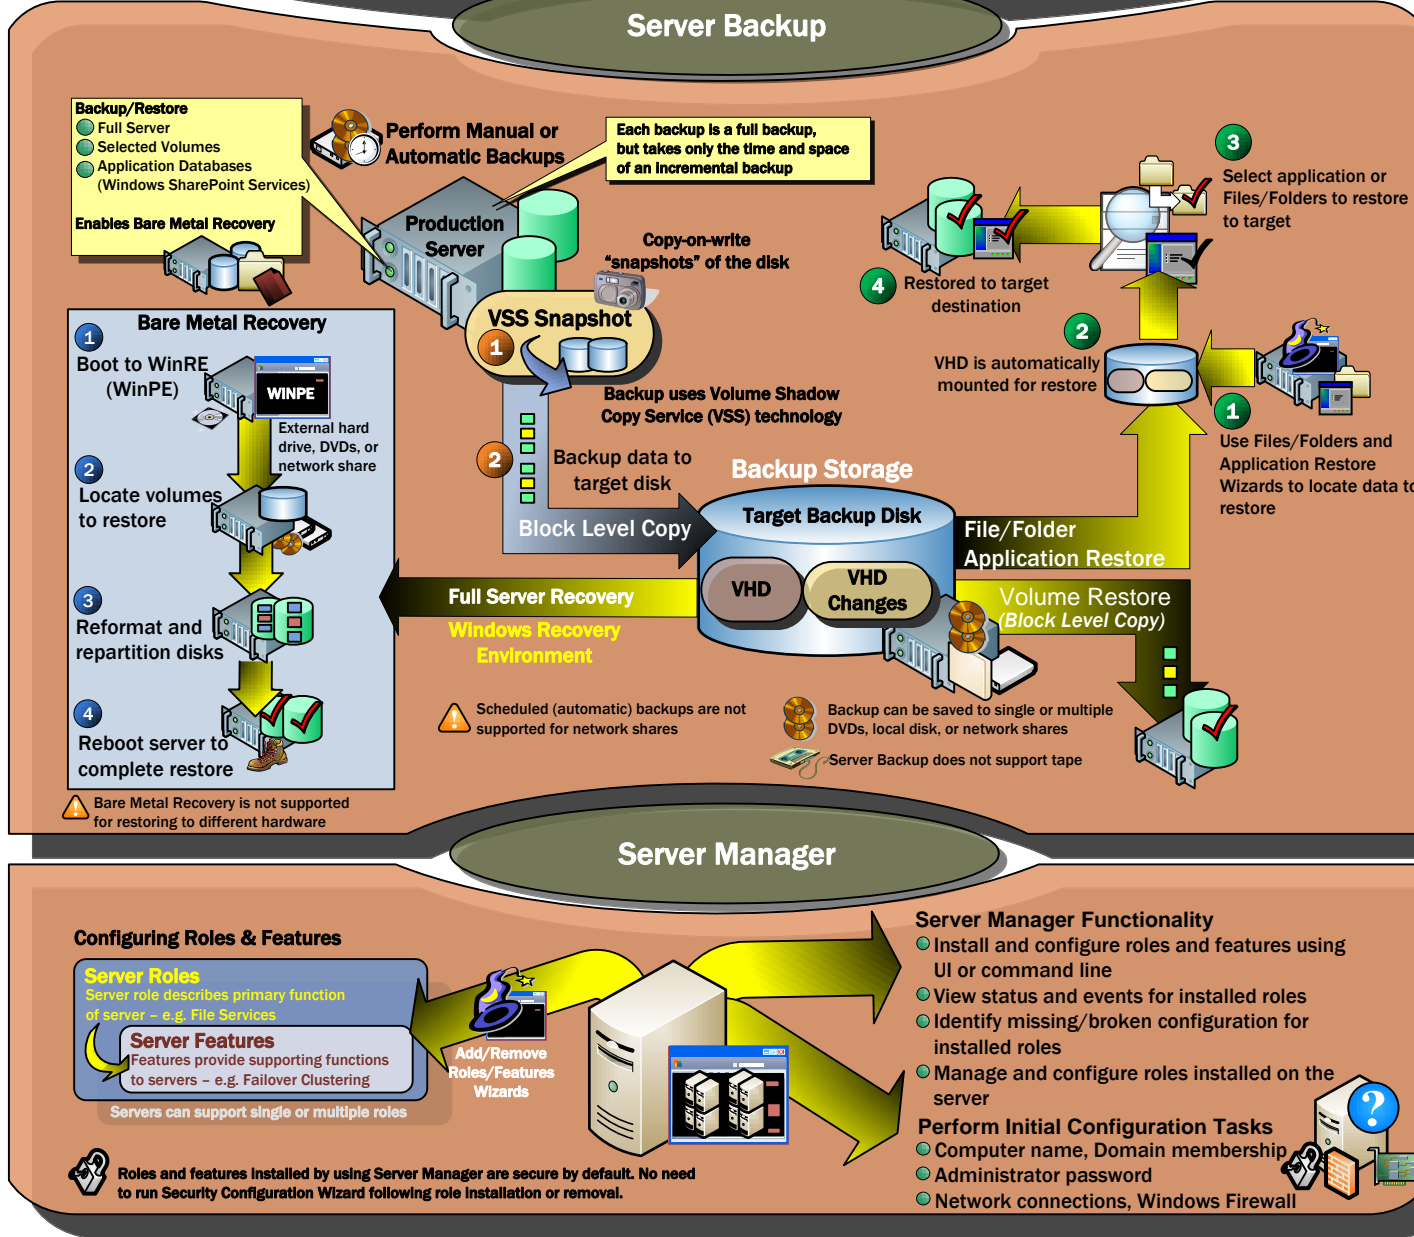 Server Backup
Backup/Restore
Full Server
Selected Volumes
Application Databases
(Windows SharePoint Services)
Enables Bare Metal Recovery
Perform Manual or
Automatic Backups
Each backup is a full backup,
but takes only the time and space
of an incremental backup
Production
Server
Copy-on-write
“snapshots” of the disk
VSS Snapshot
1
Backup uses Volume Shadow
Copy Service (VSS) technology
2
Backup data to
target disk
Block Level Copy
Backup Storage
Target Backup Disk
VHD
VHD
Changes
3
Select application or
Files/Folders to restore
to target
4
Restored to target
destination
2
VHD is automatically
mounted for restore
1
Use Files/Folders and
Application Restore
Wizards to locate data to
restore
File/Folder
Application Restore
Volume Restore
(Block Level Copy)
Full Server Recovery
Windows Recovery
Environment
Bare Metal Recovery
1
Boot to WinRE
(WinPE)
WINPE
External hard
drive, DVDs, or
network share
2
Locate volumes
to restore
3
Reformat and
repartition disks
4
Reboot server to
complete restore
Bare Metal Recovery is not supported
for restoring to different hardware
Scheduled (automatic) backups are not
supported for network shares
Backup can be saved to single or multiple
DVDs, local disk, or network shares
Server Backup does not support tape
Server Manager
Configuring Roles & Features
Server Roles
Server role describes primary function
of server – e.g. File Services
Server Features
Features provide supporting functions
to servers – e.g. Failover Clustering
Servers can support single or multiple roles
Add/Remove
Roles/Features
Wizards
Roles and features installed by using Server Manager are secure by default. No need
to run Security Configuration Wizard following role installation or removal.
Server Manager Functionality
Install and configure roles and features using
UI or command line
View status and events for installed roles
Identify missing/broken configuration for
installed roles
Manage and configure roles installed on the
server
Perform Initial Configuration Tasks
Computer name, Domain membership
Administrator password
Network connections, Windows Firewall
?